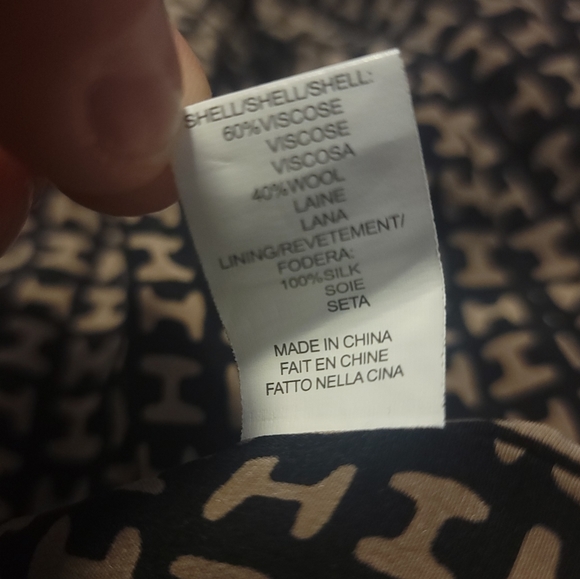 SHELL/SHELL/SHELL:
60%VISCOSE
VISCOSE
VISCOSA
40%WOOL
LAINE
LANA
LINING/REVETEMENT/
FODERA:
100%SILK
SOIE
SETA
MADE IN CHINA
FAIT EN CHINE
FATTO NELLA CINA